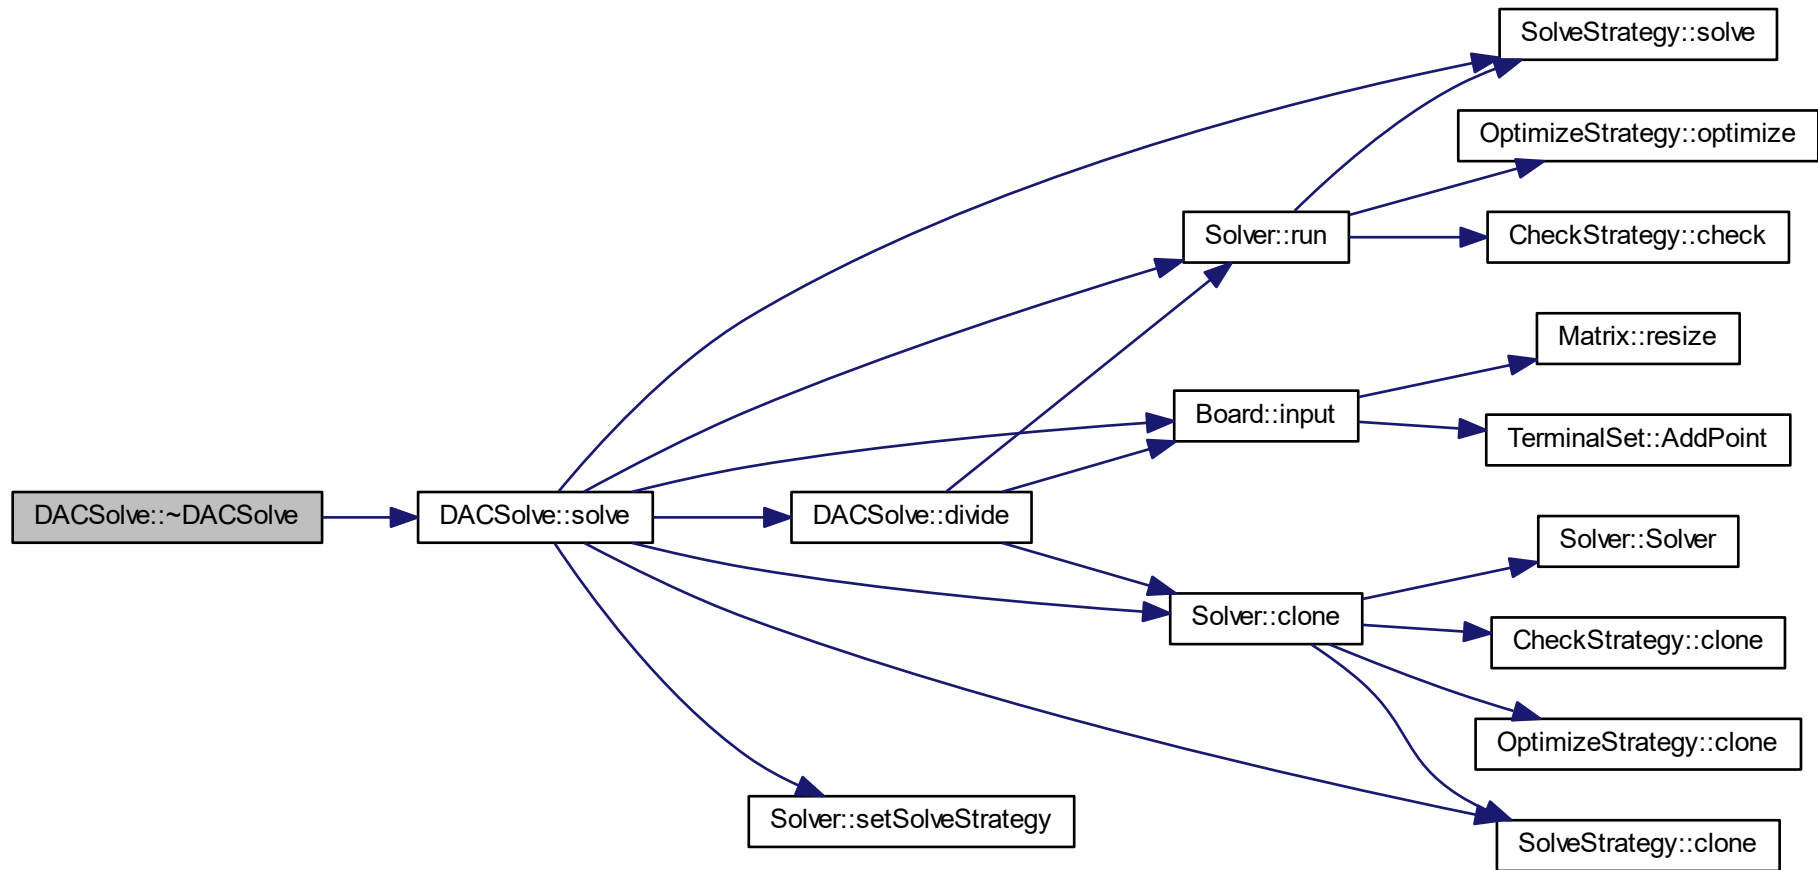 SolveStrategy::solve
OptimizeStrategy::optimize
Solver::run
CheckStrategy::check
Matrix::resize
Board::input
TerminalSet::AddPoint
DACSolve::~DACSolve
DACSolve::solve
DACSolve::divide
Solver::Solver
Solver::clone
CheckStrategy::clone
OptimizeStrategy::clone
Solver::setSolveStrategy
SolveStrategy::clone